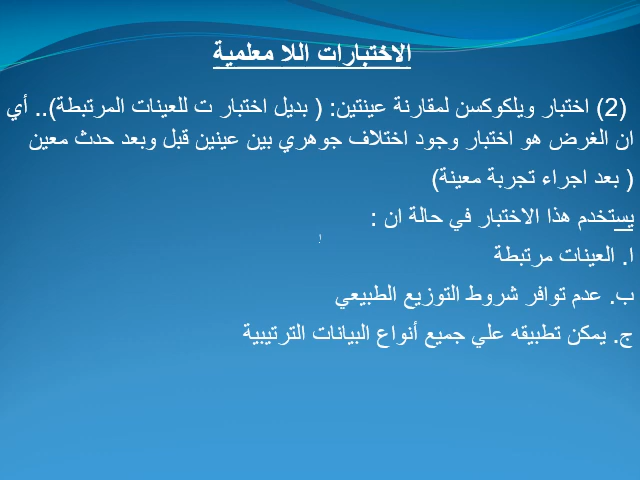 الاختبارات اللا معلمية
(2) اختبار ويلكوكسن لمقارنة عينتين: ( بديل اختبار ت للعينات المرتبطة).. أي
ان الغرض هو اختبار وجود اختلاف جوهري بين عينين قبل وبعد حدث معين
( بعد اجراء تجربة معينة)
يستخدم هذا الاختبار في حالة ان :
ا. العينات مرتبطة
ب. عدم توافر شروط التوزيع الطبيعي
ج. يمكن تطبيقه علي جميع أنواع البيانات الترتيبية